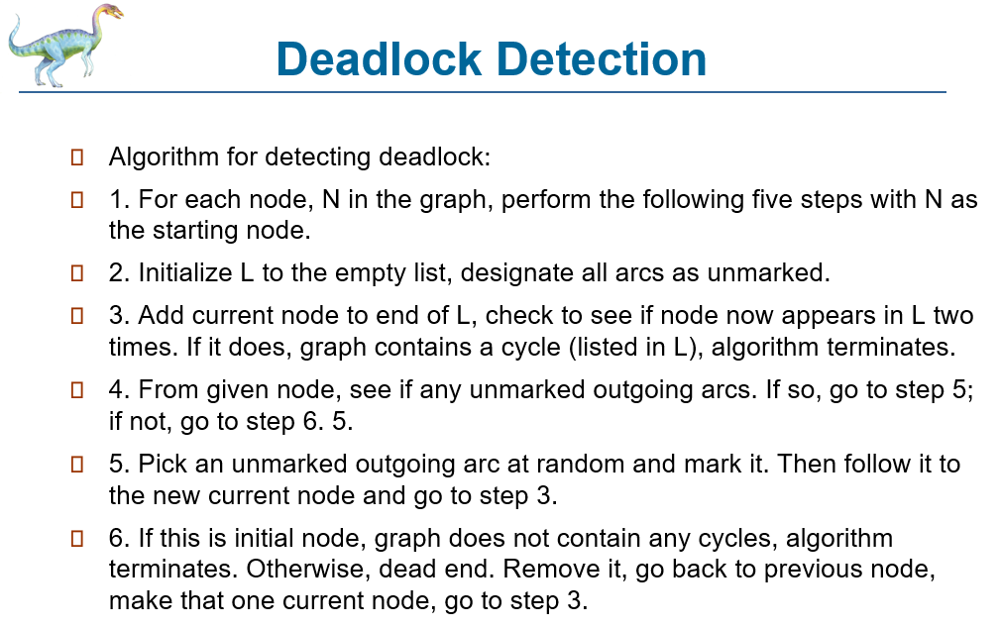 Deadlock Detection
Algorithm for detecting deadlock:
1. For each node, N in the graph, perform the following five steps with N as
the starting node.
2. Initialize L to the empty list, designate all arcs as unmarked.
3. Add current node to end of L, check to see if node now appears in L two
times. If it does, graph contains a cycle (listed in L), algorithm terminates.
4. From given node, see if any unmarked outgoing arcs. If so, go to step 5;
if not, go to step 6. 5.
5. Pick an unmarked outgoing arc at random and mark it. Then follow it to
the new current node and go to step 3.
6. If this is initial node, graph does not contain any cycles, algorithm
terminates. Otherwise, dead end. Remove it, go back to previous node,
make that one current node, go to step 3.